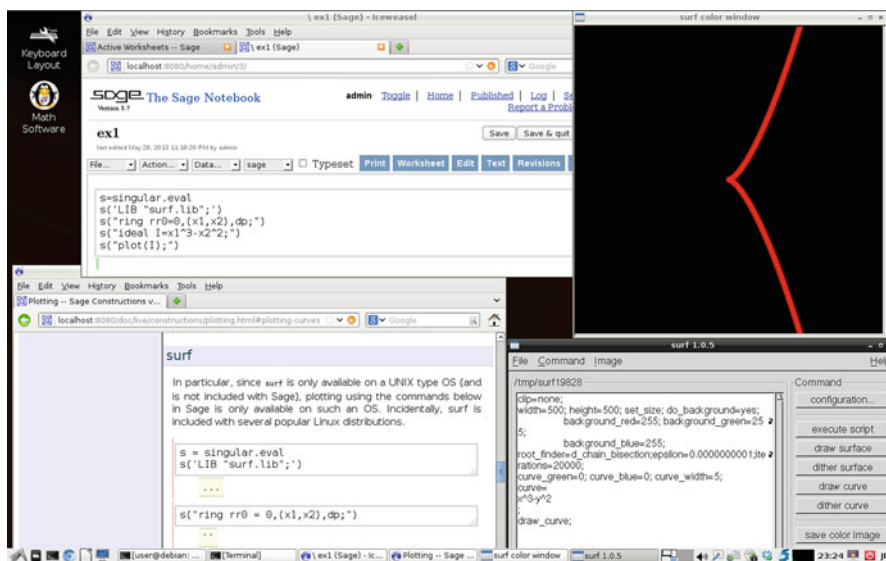 Keyboard
Layout
Math
Software
\ ex1 (Sage) - Iceweasel
File Edit View History Bookmarks Tools Help
Active Worksheets -- Sage
\ ex1 (Sage)
localhost:8080/home/admin/3/
Google
sage The Sage Notebook
Version 5.7
admin Toggle | Home | Published | Log |
Report a
ex1
last edited May 29, 2013 11:19:20 PM by admin
Save Save & quit
File... Action... Data... sage Typeset Print Worksheet Edit Text Revisions
s=singular.eval
s('LIB "surf.lib";')
s("ring rr0=0,(x1,x2),dp;")
s("ideal I=x1^3-x2^2;")
s("plot(I);")
surf color window
File Edit View History Bookmarks Tools Help
Plotting -- Sage Constructions v...
localhost:8080/doc/live/constructions/plotting.html#plotting-curves
Google
surf
In particular, since surf is only available on a UNIX type OS (and
is not included with Sage), plotting using the commands below
in Sage is only available on such an OS. Incidentally, surf is
included with several popular Linux distributions.
s = singular.eval
s('LIB "surf.lib";')
...
s("ring rr0 = 0,(x1,x2),dp;")
..
surf 1.0.5
File Command Image
/tmp/surf19828
clip=none;
width=500; height=500; set_size; do_background=yes;
background_red=255; background_green=25
5;
background_blue=255;
root_finder=d_chain_bisection;epsilon=0.0000000001;ite
rations=20000;
curve_green=0; curve_blue=0; curve_width=5;
curve=
x^3-y^2
;
draw_curve;
Command
configuration...
execute script
draw surface
dither surface
draw curve
dither curve
save color image
[user@debian: ...
[Terminal]
\ ex1 (Sage) - Ic...
Plotting -- Sage ...
surf color window
surf 1.0.5
23:24